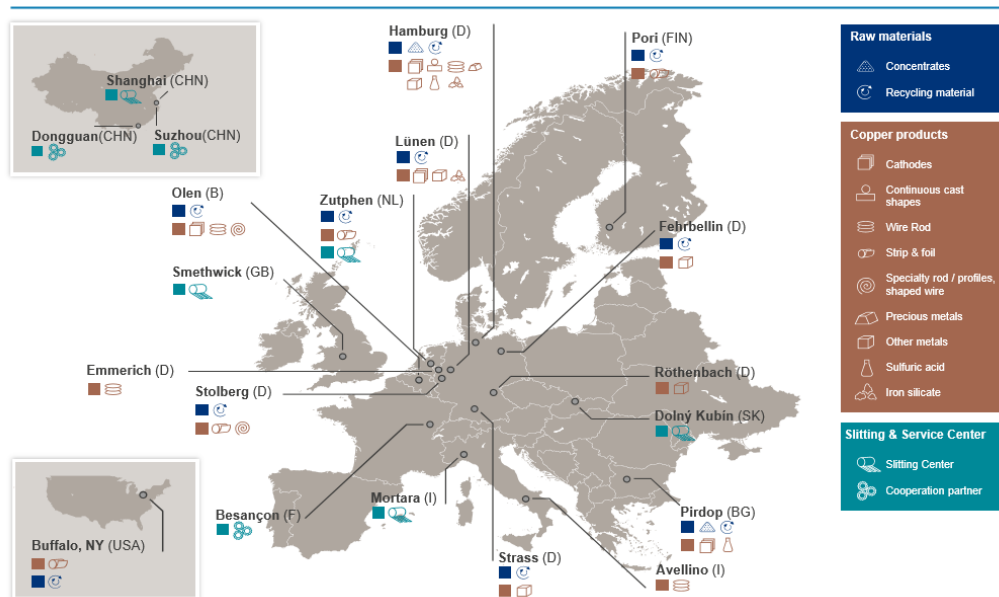 Hamburg (D)
Pori (FIN)
Shanghai (CHN)
Dongguan(CHN)
Suzhou(CHN)
Lünen (D)
Olen (B)
Zutphen (NL)
Fehrbellin (D)
Smethwick (GB)
Emmerich (D)
Stolberg (D)
Röthenbach (D)
Dolný Kubín (SK)
Buffalo, NY (USA)
Besançon (F)
Mortara (I)
Pirdop (BG)
Strass (D)
Avellino (I)
Raw materials
Concentrates
Recycling material
Copper products
Cathodes
Continuous cast
shapes
Wire Rod
Strip & foil
Specialty rod / profiles,
shaped wire
Precious metals
Other metals
Sulfuric acid
Iron silicate
Slitting & Service Center
Slitting Center
Cooperation partner